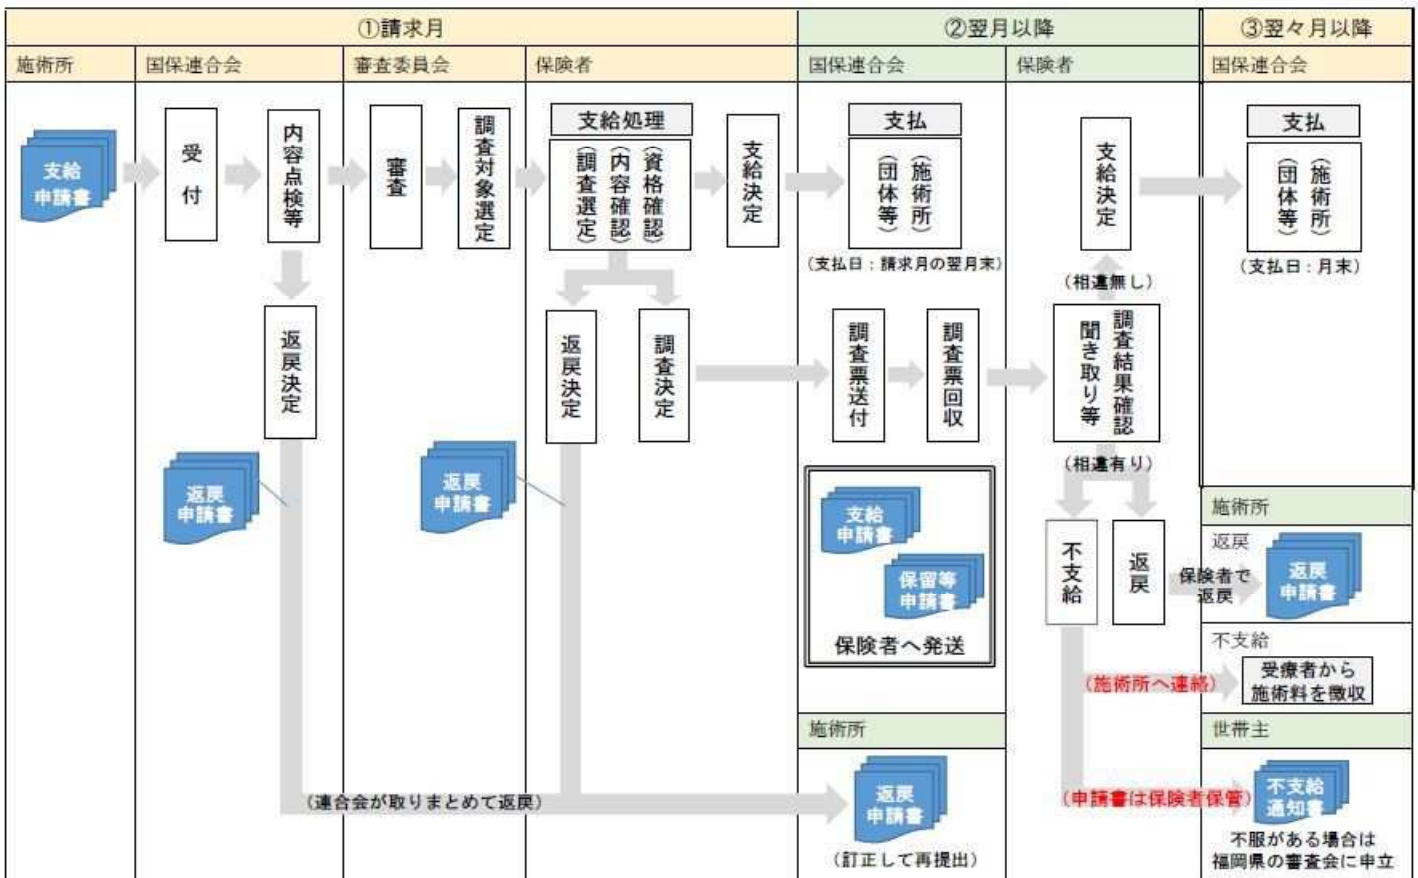 ①請求月
②翌月以降
③翌々月以降
施術所
国保連合会
審査委員会
保険者
国保連合会
保険者
国保連合会
支給
申請書
受付
内容点検等
審査
調査対象選定
支給処理
(資格確認)
(内容確認)
(調査選定)
支給決定
支払
(施術所)
(団体等)
(支払日:請求月の翌月末)
支給決定
支払
(施術所)
(団体等)
(支払日:月末)
(相違無し)
返戻決定
返戻決定
調査決定
調査票送付
調査票回収
調査結果確認
聞き取り等
(相違有り)
返戻
申請書
返戻
申請書
支給
申請書
保留等
申請書
保険者へ発送
不支給
返戻
保険者で
返戻
施術所
返戻
返戻
申請書
不支給
(施術所へ連絡)
受療者から
施術料を徴収
施術所
世帯主
(連合会が取りまとめて返戻)
返戻
申請書
(訂正して再提出)
(申請書は保険者保管)
不支給
通知書
不服がある場合は
福岡県の審査会に申立